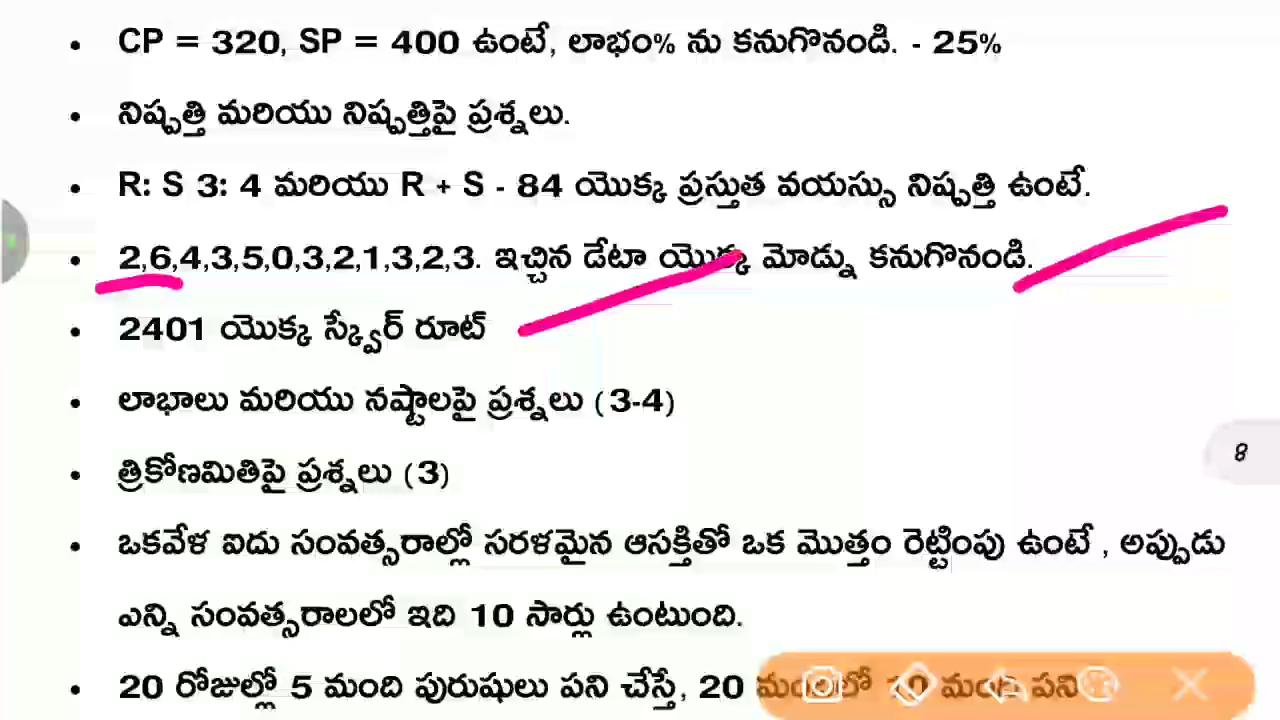 • CP = 320, SP = 400 ఉంటే, లాభం% ను కనుగొనండి. - 25%
• నిష్పత్తి మరియు నిష్పత్తిపై ప్రశ్నలు.
• R: S 3: 4 మరియు R + S - 84 యొక్క ప్రస్తుత వయస్సు నిష్పత్తి ఉంటే.
• 2,6,4,3,5,0,3,2,1,3,2,3. ఇచ్చిన డేటా యొక్క మోడ్ను కనుగొనండి.
• 2401 యొక్క స్క్వేర్ రూట్
• లాభాలు మరియు నష్టాలపై ప్రశ్నలు (3-4)
8
• త్రికోణమితిపై ప్రశ్నలు (3)
• ఒకవేళ ఐదు సంవత్సరాల్లో సరళమైన ఆసక్తితో ఒక మొత్తం రెట్టింపు ఉంటే , అప్పుడు
ఎన్ని సంవత్సరాలలో ఇది 10 సార్లు ఉంటుంది.
• 20 రోజుల్లో 5 మంది పురుషులు పని చేస్తే, 20 మందిలో 10 మంది పని